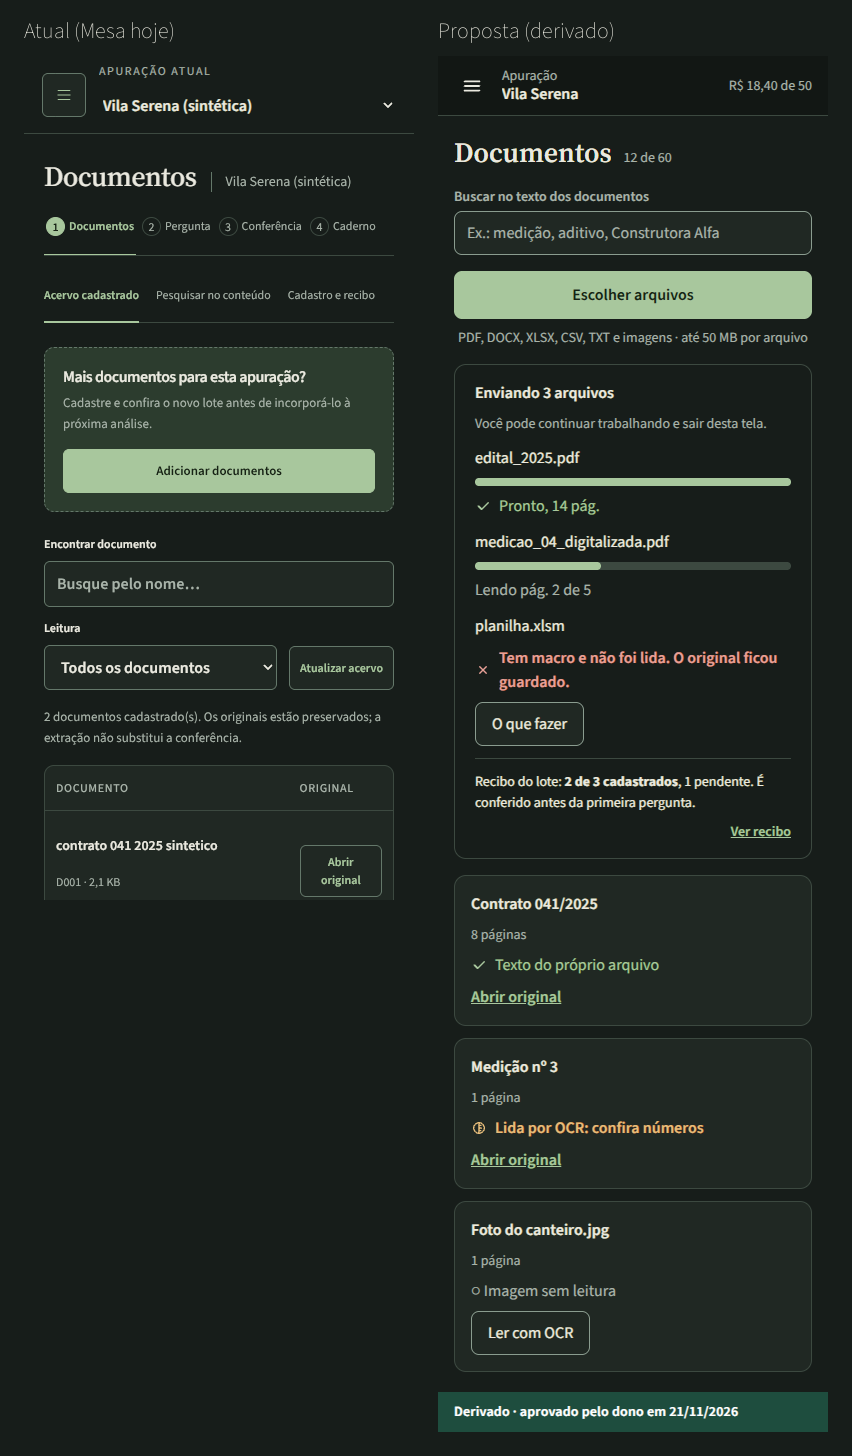 Atual (Mesa hoje)
APURAÇÃO ATUAL
Vila Serena (sintética)
Documentos
Vila Serena (sintética)
1 Documentos 2 Pergunta 3 Conferência 4 Caderno
Acervo cadastrado Pesquisar no conteúdo Cadastro e recibo
Mais documentos para esta apuração?
Cadastre e confira o novo lote antes de incorporá-lo à
próxima análise.
Adicionar documentos
Encontrar documento
Busque pelo nome...
Leitura
Todos os documentos
Atualizar acervo
2 documentos cadastrado(s). Os originais estão preservados; a
extração não substitui a conferência.
DOCUMENTO ORIGINAL
contrato 041 2025 sintetico
D001 · 2,1 KB
Abrir
original
Proposta (derivado)
Apuração
Vila Serena
R$ 18,40 de 50
Documentos 12 de 60
Buscar no texto dos documentos
Ex.: medição, aditivo, Construtora Alfa
Escolher arquivos
PDF, DOCX, XLSX, CSV, TXT e imagens · até 50 MB por arquivo
Enviando 3 arquivos
Você pode continuar trabalhando e sair desta tela.
edital_2025.pdf
Pronto, 14 pág.
medicao_04_digitalizada.pdf
Lendo pág. 2 de 5
planilha.xlsm
Tem macro e não foi lida. O original ficou
guardado.
O que fazer
Recibo do lote: 2 de 3 cadastrados, 1 pendente. É
conferido antes da primeira pergunta.
Ver recibo
Contrato 041/2025
8 páginas
Texto do próprio arquivo
Abrir original
Medição nº 3
1 página
Lida por OCR: confira números
Abrir original
Foto do canteiro.jpg
1 página
Imagem sem leitura
Ler com OCR
Derivado · aprovado pelo dono em 21/11/2026